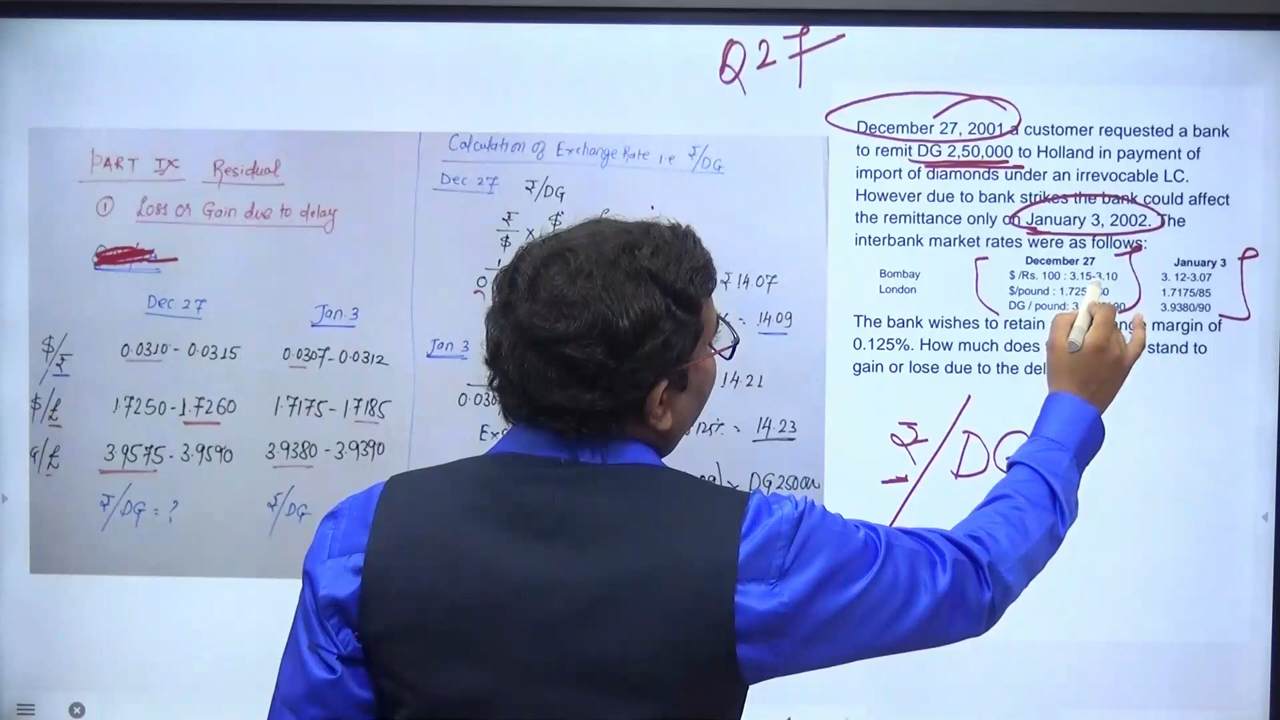 Q27
PART IX Residual
① Loss or Gain due to delay
Dec 27 Jan 3
$/₹ 0.0310 - 0.0315 0.0307 - 0.0312
$/£ 1.7250 - 1.7260 1.7175 - 1.7185
/£ 3.9575 - 3.9590 3.9380 - 3.9390
₹/DG = ? ₹/DG
Calculation of Exchange Rate i.e ₹/DG
Dec 27 ₹/DG
₹/$ × $
₹14.07
= 14.09
Jan 3
14.21
= 14.23
× DG 250000
December 27, 2001 a customer requested a bank
to remit DG 2,50,000 to Holland in payment of
import of diamonds under an irrevocable LC.
However due to bank strikes the bank could affect
the remittance only on January 3, 2002. The
interbank market rates were as follows:
December 27 January 3
Bombay $ /Rs. 100 : 3.15-3.10 3. 12-3.07
London $/pound : 1.725 1.7175/85
DG / pound: 3. 90 3.9380/90
The bank wishes to retain margin of
0.125%. How much does stand to
gain or lose due to the
₹/DG